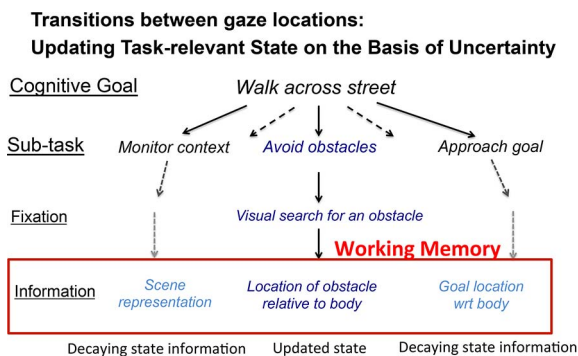 Transitions between gaze locations:
Updating Task-relevant State on the Basis of Uncertainty
Cognitive Goal
Walk across street
Sub-task
Monitor context
Avoid obstacles
Approach goal
Fixation
Visual search for an obstacle
Working Memory
Information
Scene
representation
Location of obstacle
relative to body
Goal location
wrt body
Decaying state information
Updated state
Decaying state information